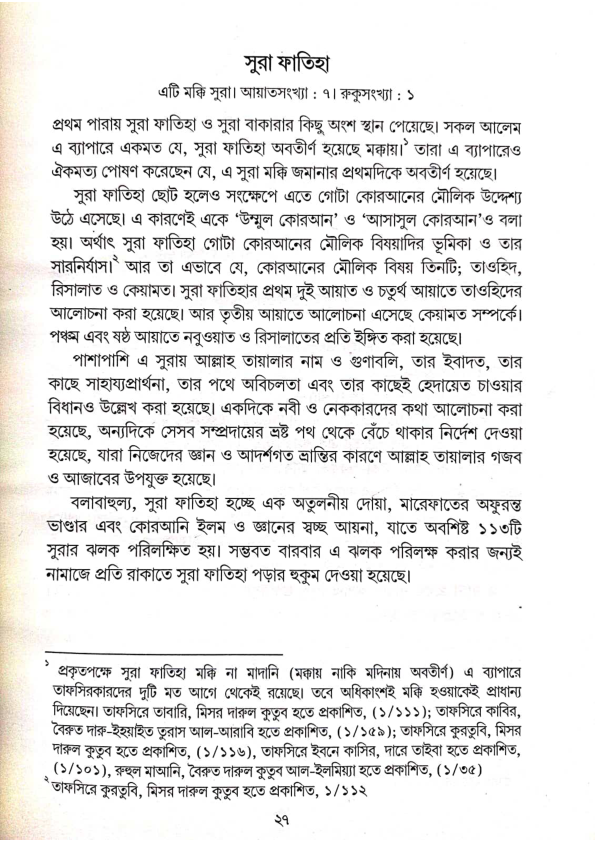 সুরা ফাতিহা
এটি মক্কি সুরা। আয়াতসংখ্যা : ৭। রুকুসংখ্যা : ১
প্রথম পারায় সুরা ফাতিহা ও সুরা বাকারার কিছু অংশ স্থান পেয়েছে। সকল আলেম
এ ব্যাপারে একমত যে, সুরা ফাতিহা অবতীর্ণ হয়েছে মক্কায়।১ তারা এ ব্যাপারেও
ঐকমত্য পোষণ করেছেন যে, এ সুরা মক্কি জমানার প্রথমদিকে অবতীর্ণ হয়েছে।
সুরা ফাতিহা ছোট হলেও সংক্ষেপে এতে গোটা কোরআনের মৌলিক উদ্দেশ্য
উঠে এসেছে। এ কারণেই একে ‘উম্মুল কোরআন’ ও ‘আসাসুল কোরআন’ও বলা
হয়। অর্থাৎ সুরা ফাতিহা গোটা কোরআনের মৌলিক বিষয়াদির ভূমিকা ও তার
সারনির্যাস।২ আর তা এভাবে যে, কোরআনের মৌলিক বিষয় তিনটি; তাওহিদ,
রিসালাত ও কেয়ামত। সুরা ফাতিহার প্রথম দুই আয়াত ও চতুর্থ আয়াতে তাওহিদের
আলোচনা করা হয়েছে। আর তৃতীয় আয়াতে আলোচনা এসেছে কেয়ামত সম্পর্কে।
পঞ্চম এবং ষষ্ঠ আয়াতে নবুওয়াত ও রিসালাতের প্রতি ইঙ্গিত করা হয়েছে।
পাশাপাশি এ সুরায় আল্লাহ তায়ালার নাম ও গুণাবলি, তার ইবাদত, তার
কাছে সাহায্যপ্রার্থনা, তার পথে অবিচলতা এবং তার কাছেই হেদায়েত চাওয়ার
বিধানও উল্লেখ করা হয়েছে। একদিকে নবী ও নেককারদের কথা আলোচনা করা
হয়েছে, অন্যদিকে সেসব সম্প্রদায়ের ভ্রষ্ট পথ থেকে বেঁচে থাকার নির্দেশ দেওয়া
হয়েছে, যারা নিজেদের জ্ঞান ও আদর্শগত ভ্রান্তির কারণে আল্লাহ তায়ালার গজব
ও আজাবের উপযুক্ত হয়েছে।
বলাবাহুল্য, সুরা ফাতিহা হচ্ছে এক অতুলনীয় দোয়া, মারেফাতের অফুরন্ত
ভাণ্ডার এবং কোরআনি ইলম ও জ্ঞানের স্বচ্ছ আয়না, যাতে অবশিষ্ট ১১৩টি
সুরার ঝলক পরিলক্ষিত হয়। সম্ভবত বারবার এ ঝলক পরিলক্ষ করার জন্যই
নামাজে প্রতি রাকাতে সুরা ফাতিহা পড়ার হুকুম দেওয়া হয়েছে।
১ প্রকৃতপক্ষে সুরা ফাতিহা মক্কি না মাদানি (মক্কায় নাকি মদিনায় অবতীর্ণ) এ ব্যাপারে
তাফসিরকারদের দুটি মত আগে থেকেই রয়েছে। তবে অধিকাংশই মক্কি হওয়াকেই প্রাধান্য
দিয়েছেন। তাফসিরে তাবারি, মিসর দারুল কুতুব হতে প্রকাশিত, (১/১১১); তাফসিরে কাবির,
বৈরুত দারু-ইহয়াইত তুরাস আল-আরাবি হতে প্রকাশিত, (১/১৫৯); তাফসিরে কুরতুবি, মিসর
দারুল কুতুব হতে প্রকাশিত, (১/১১৬), তাফসিরে ইবনে কাসির, দারে তাইবা হতে প্রকাশিত,
(১/১০১), রুহুল মাআনি, বৈরুত দারুল কুতুব আল-ইলমিয়্যা হতে প্রকাশিত, (১/৩৫)
২ তাফসিরে কুরতুবি, মিসর দারুল কুতুব হতে প্রকাশিত, ১/১১২
২৭